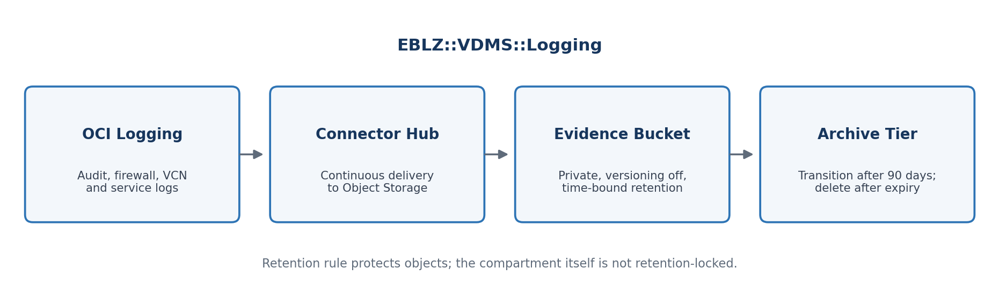 EBLZ::VDMS::Logging
OCI Logging
Audit, firewall, VCN
and service logs
Connector Hub
Continuous delivery
to Object Storage
Evidence Bucket
Private, versioning off,
time-bound retention
Archive Tier
Transition after 90 days;
delete after expiry
Retention rule protects objects; the compartment itself is not retention-locked.